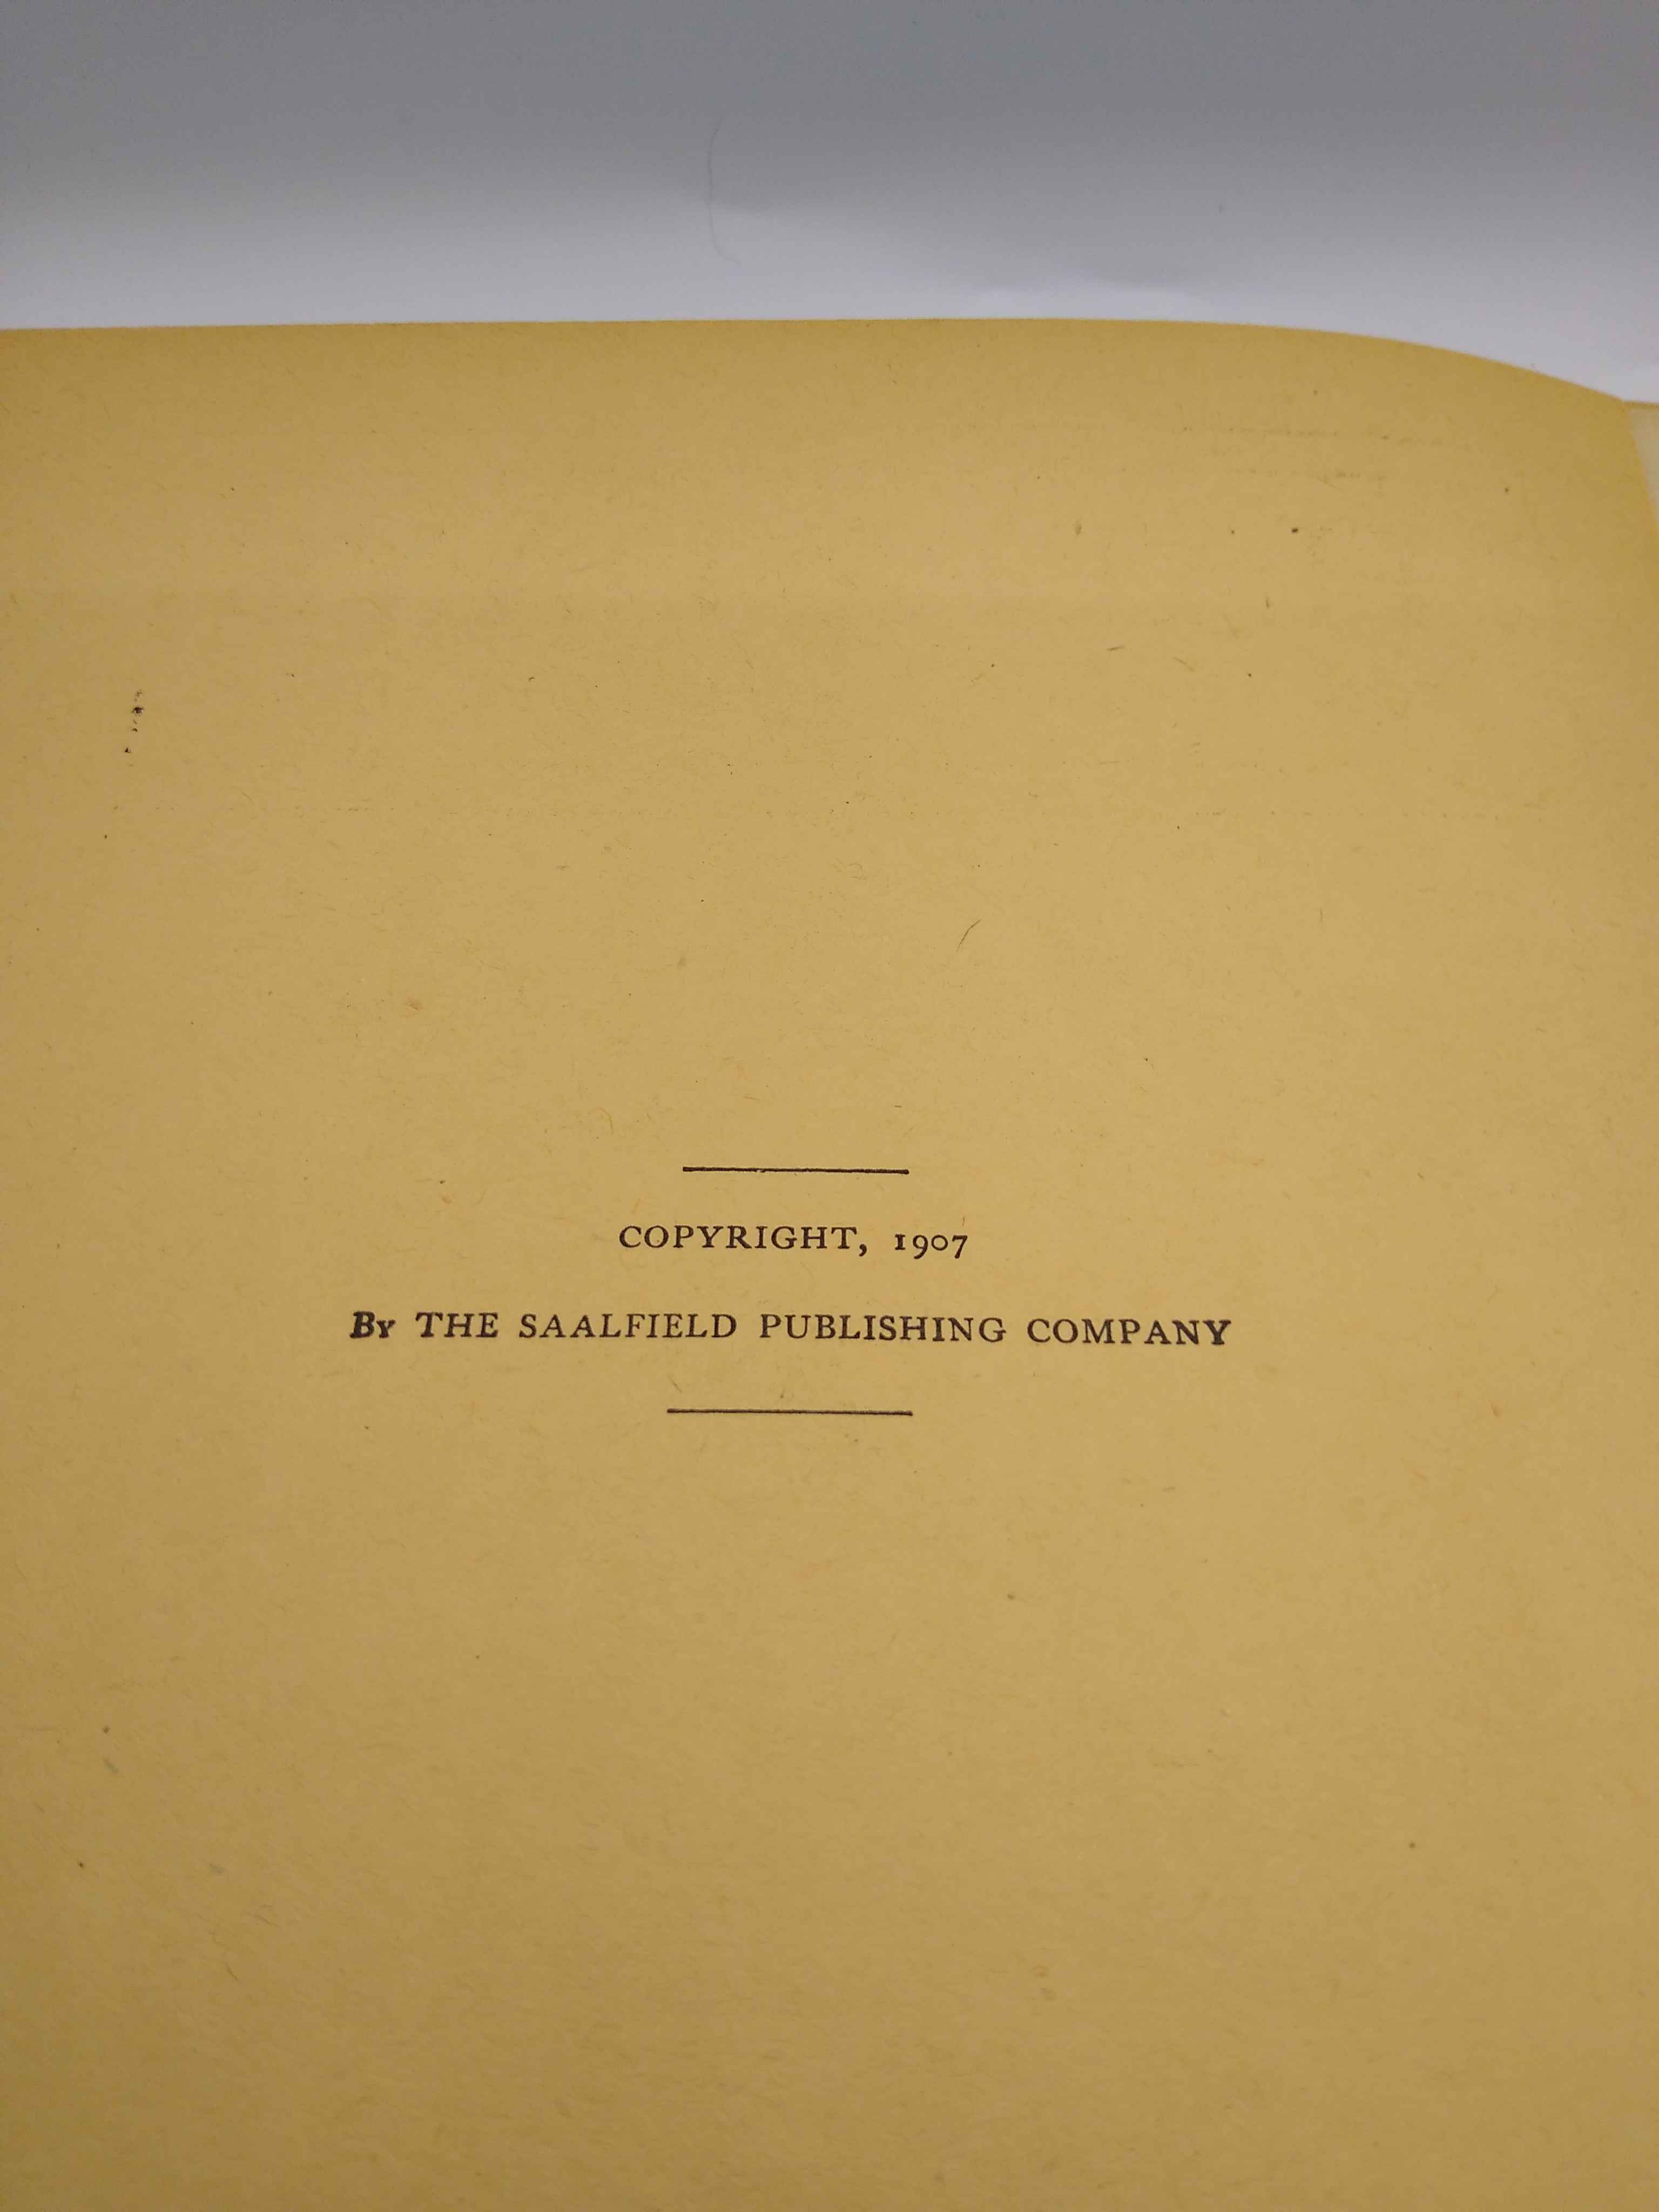 COPYRIGHT, 1907
By THE SAALFIELD PUBLISHING COMPANY